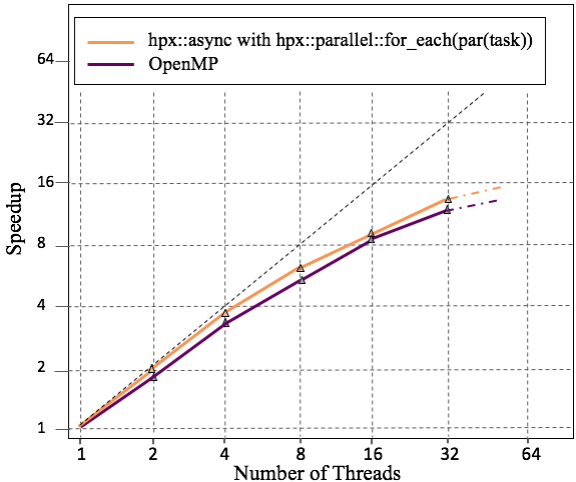 hpx::async with hpx::parallel::for_each(par(task))
OpenMP
64
32
16
8
4
2
1
Speedup
1 2 4 8 16 32 64
Number of Threads